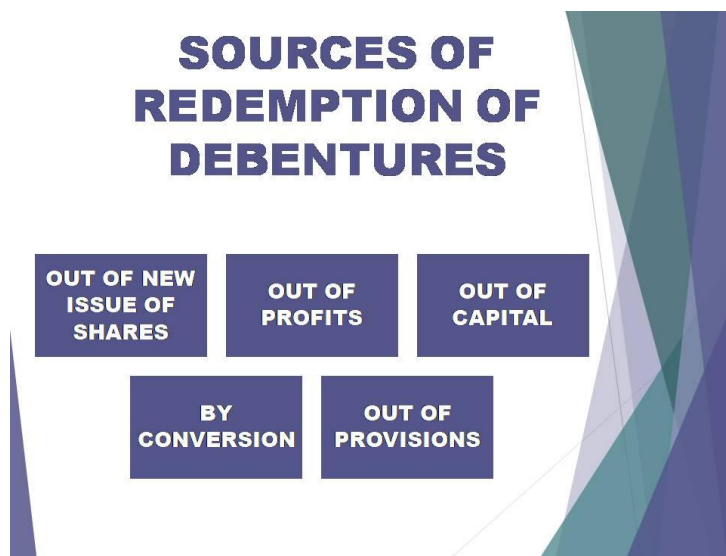 SOURCES OF
REDEMPTION OF
DEBENTURES
OUT OF NEW
ISSUE OF
SHARES
OUT OF
PROFITS
OUT OF
CAPITAL
BY
CONVERSION
OUT OF
PROVISIONS